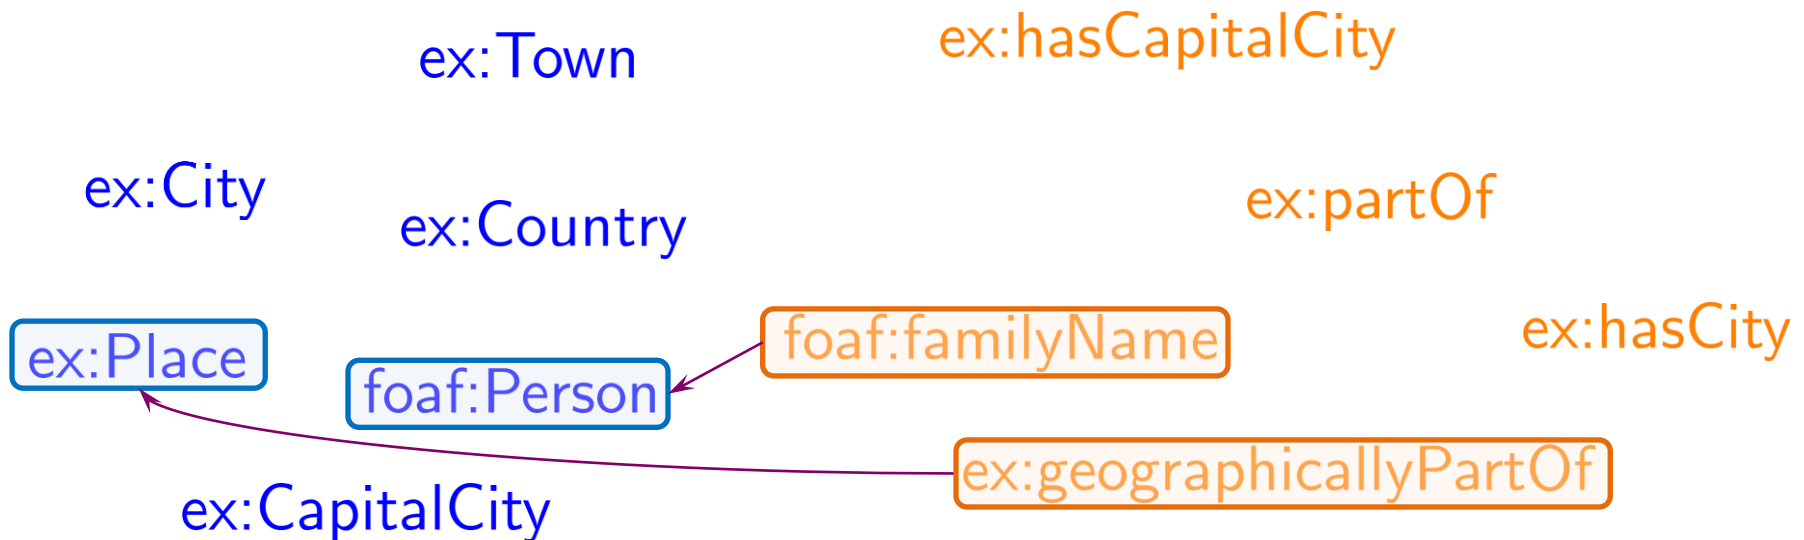 ex:hasCapitalCity
ex:Town
ex:City
ex:partOf
ex:Country
ex:hasCity
foaf:familyName
ex:Place
foaf:Person
ex:geographicallyPartOf
ex:CapitalCity